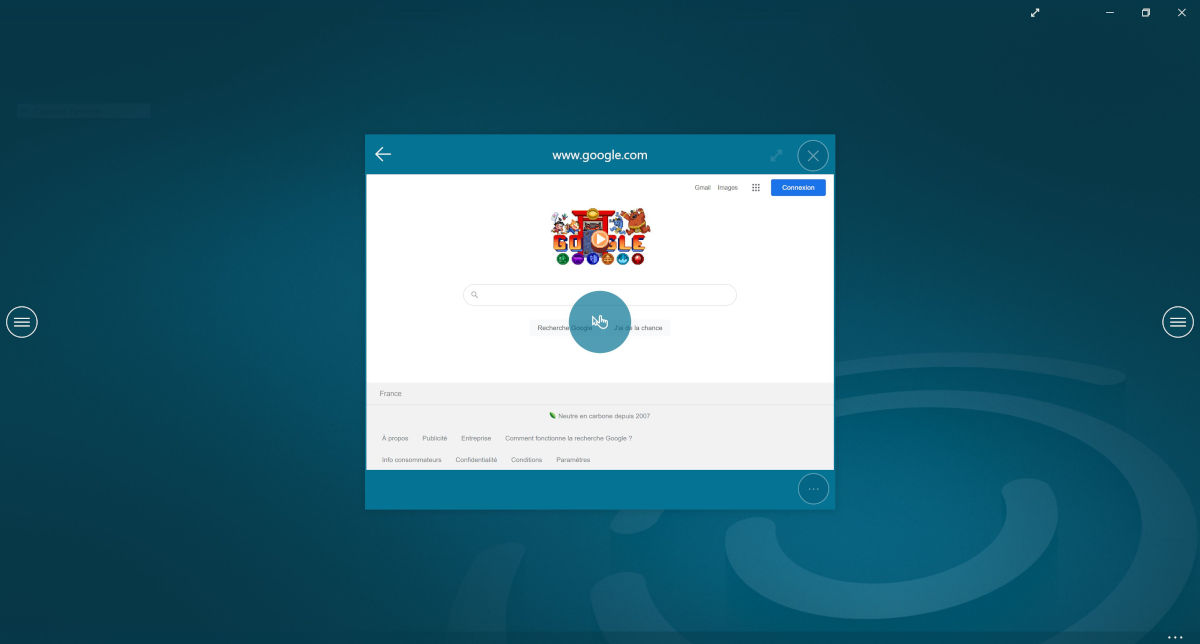 www.google.com
Gmail Images
Connexion
GOOGLE
Recherche Google J'ai de la chance
France
Neutre en carbone depuis 2007
À propos Publicité Entreprise Comment fonctionne la recherche Google ?
Info consommateurs Confidentialité Conditions Paramètres